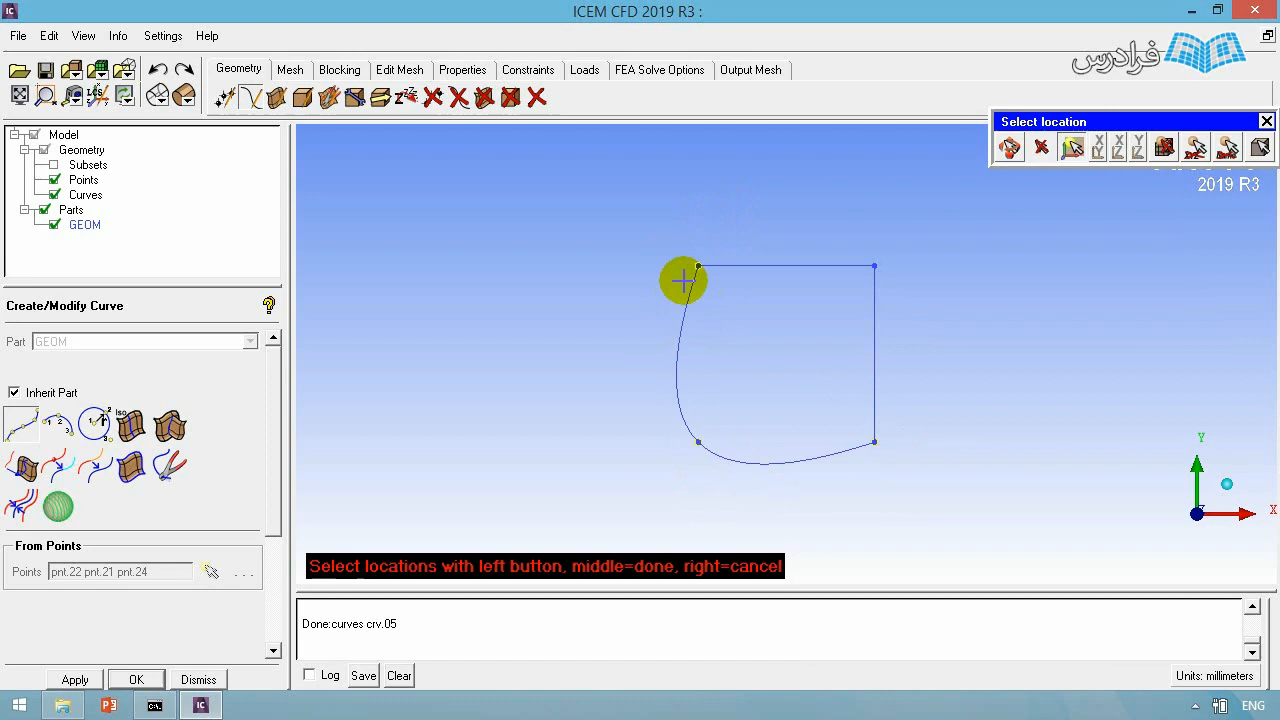 ICEM CFD 2019 R3 :
File Edit View Info Settings Help
فرادرس
Geometry Mesh Blocking Edit Mesh Properties Constraints Loads FEA Solve Options Output Mesh
Select location
2019 R3
Model
Geometry
Subsets
Points
Curves
Parts
GEOM
Create/Modify Curve
Part GEOM
Inherit Part
From Points
Points pnt.22 pnt.21 pnt.24
Apply OK Dismiss
Y
X
Select locations with left button, middle=done, right=cancel
Done:curves crv.05
Log Save Clear
Units: millimeters
ENG